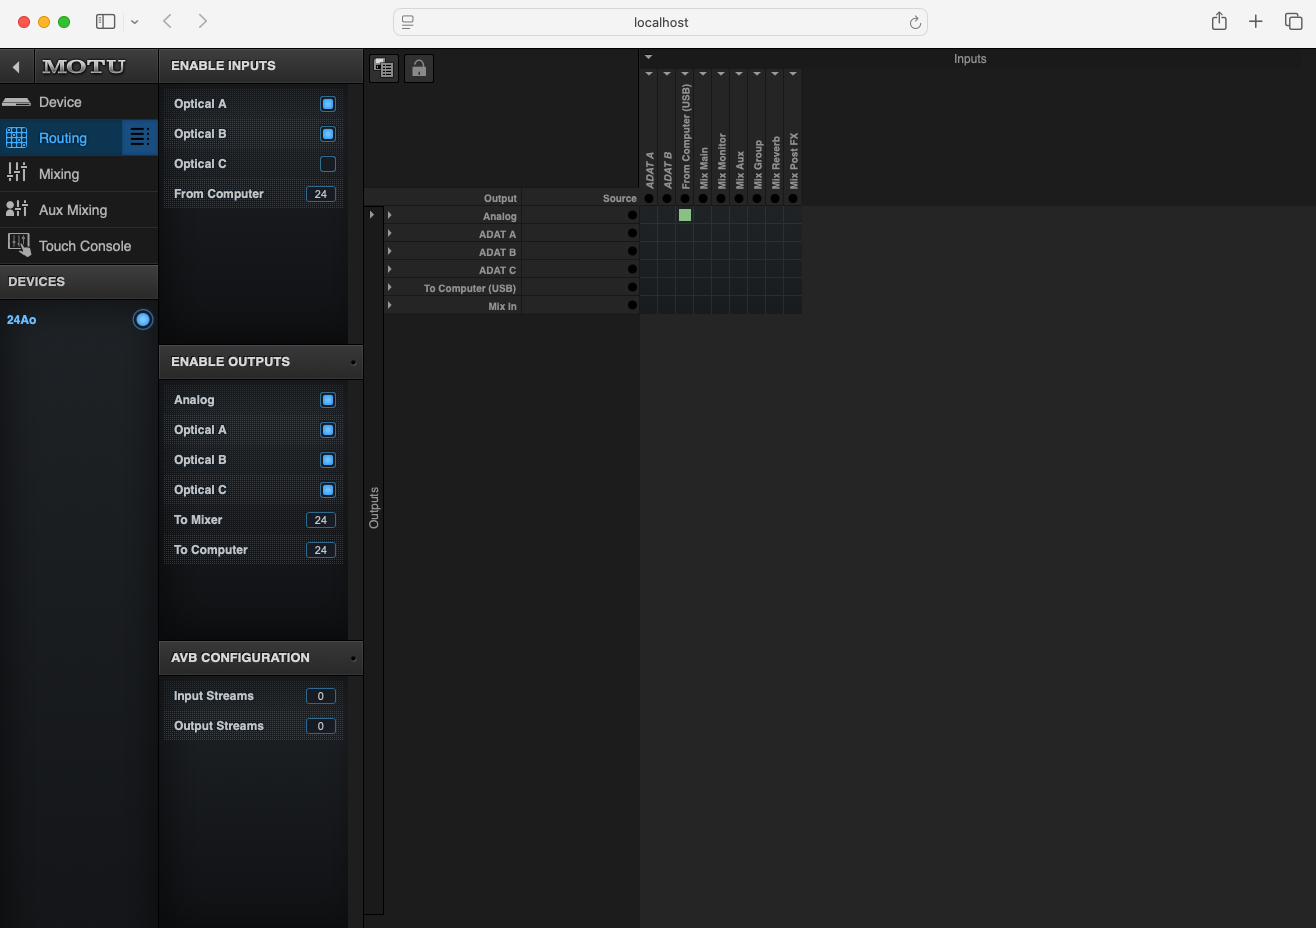 localhost
MOTU
Device
Routing
Mixing
Aux Mixing
Touch Console
DEVICES
24Ao
ENABLE INPUTS
Optical A
Optical B
Optical C
From Computer 24
ENABLE OUTPUTS
Analog
Optical A
Optical B
Optical C
To Mixer 24
To Computer 24
AVB CONFIGURATION
Input Streams 0
Output Streams 0
Inputs
ADAT A
ADAT B
From Computer (USB)
Mix Main
Mix Monitor
Mix Aux
Mix Group
Mix Reverb
Mix Post FX
Output Source
Outputs
Analog
ADAT A
ADAT B
ADAT C
To Computer (USB)
Mix In